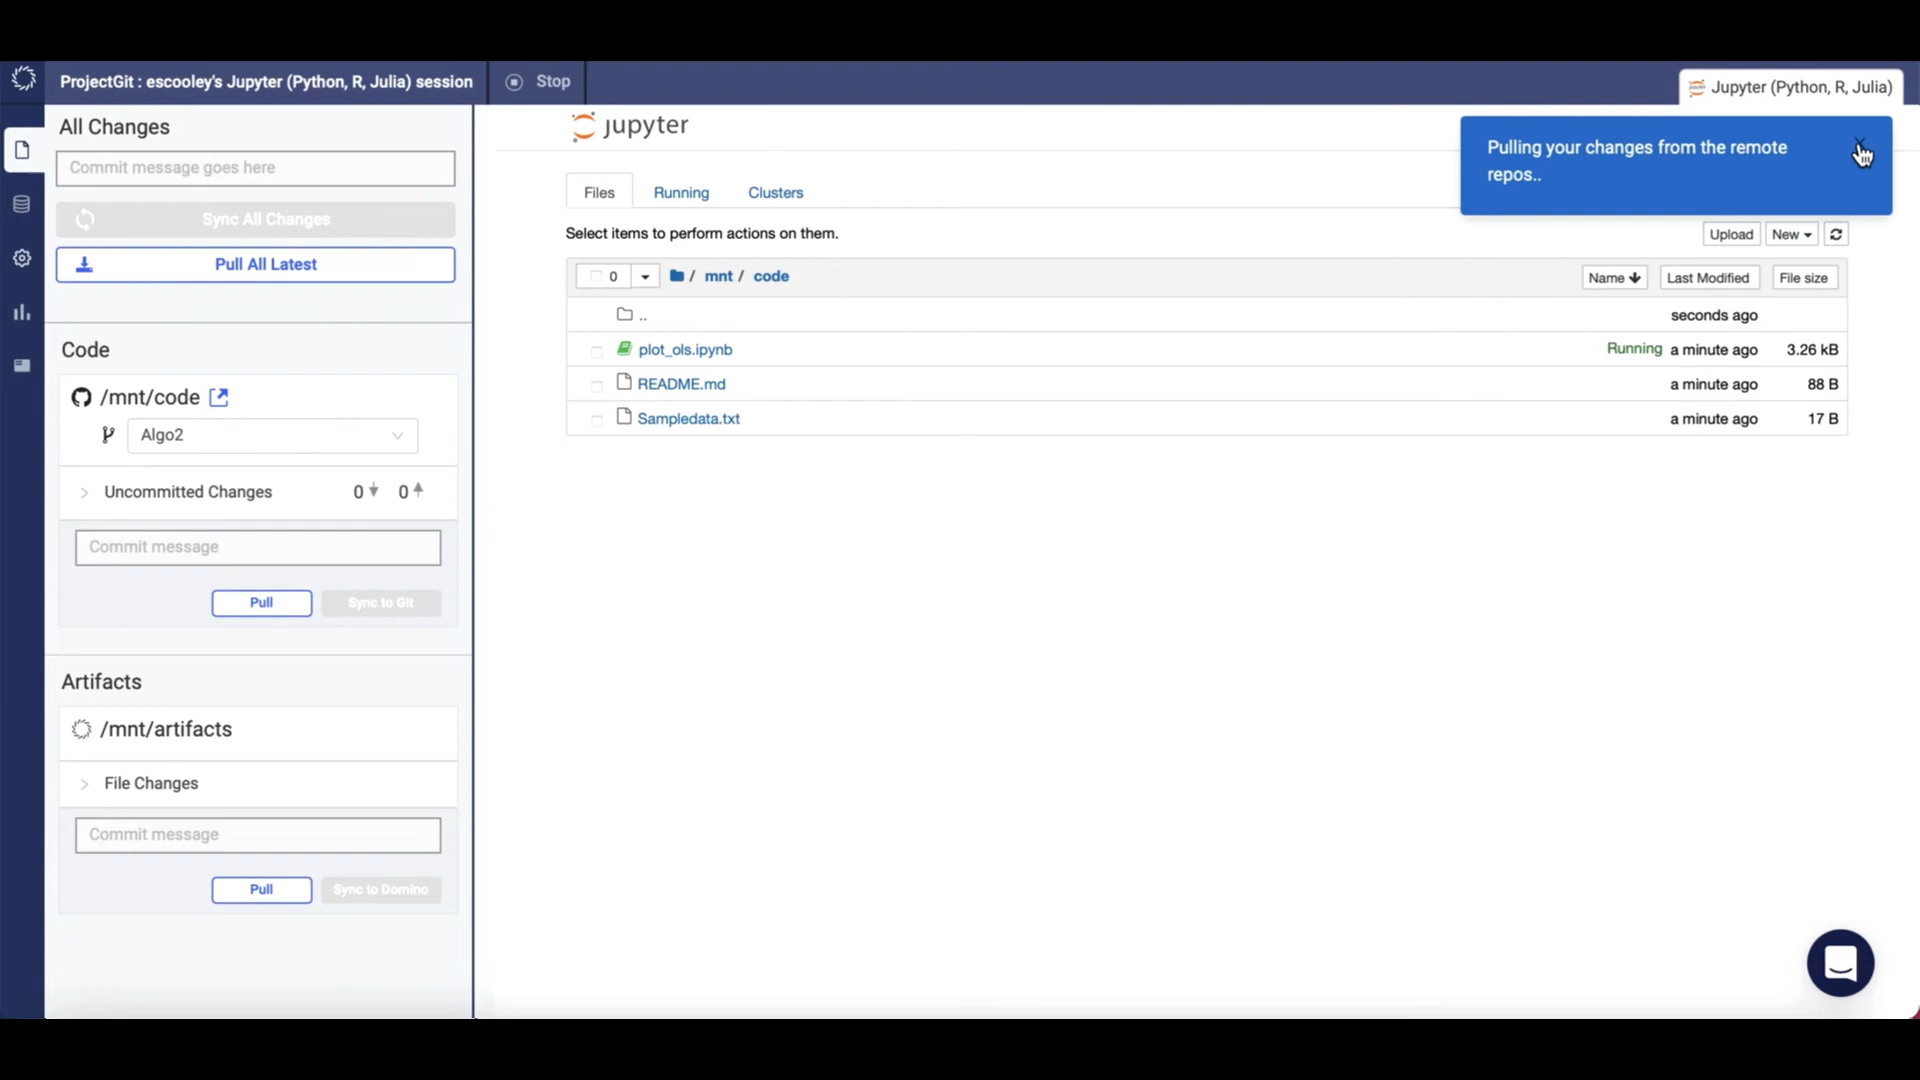 ProjectGit : escooley's Jupyter (Python, R, Julia) session
Stop
Jupyter (Python, R, Julia)
All Changes
Commit message goes here
Sync All Changes
Pull All Latest
Code
/mnt/code
Algo2
Uncommitted Changes 0 0
Commit message
Pull Sync to Git
Artifacts
/mnt/artifacts
File Changes
Commit message
Pull Sync to Domino
jupyter
Pulling your changes from the remote
repos..
Files Running Clusters
Select items to perform actions on them.
Upload New
0 / mnt / code Name Last Modified File size
.. seconds ago
plot_ols.ipynb Running a minute ago 3.26 kB
README.md a minute ago 88 B
Sampledata.txt a minute ago 17 B